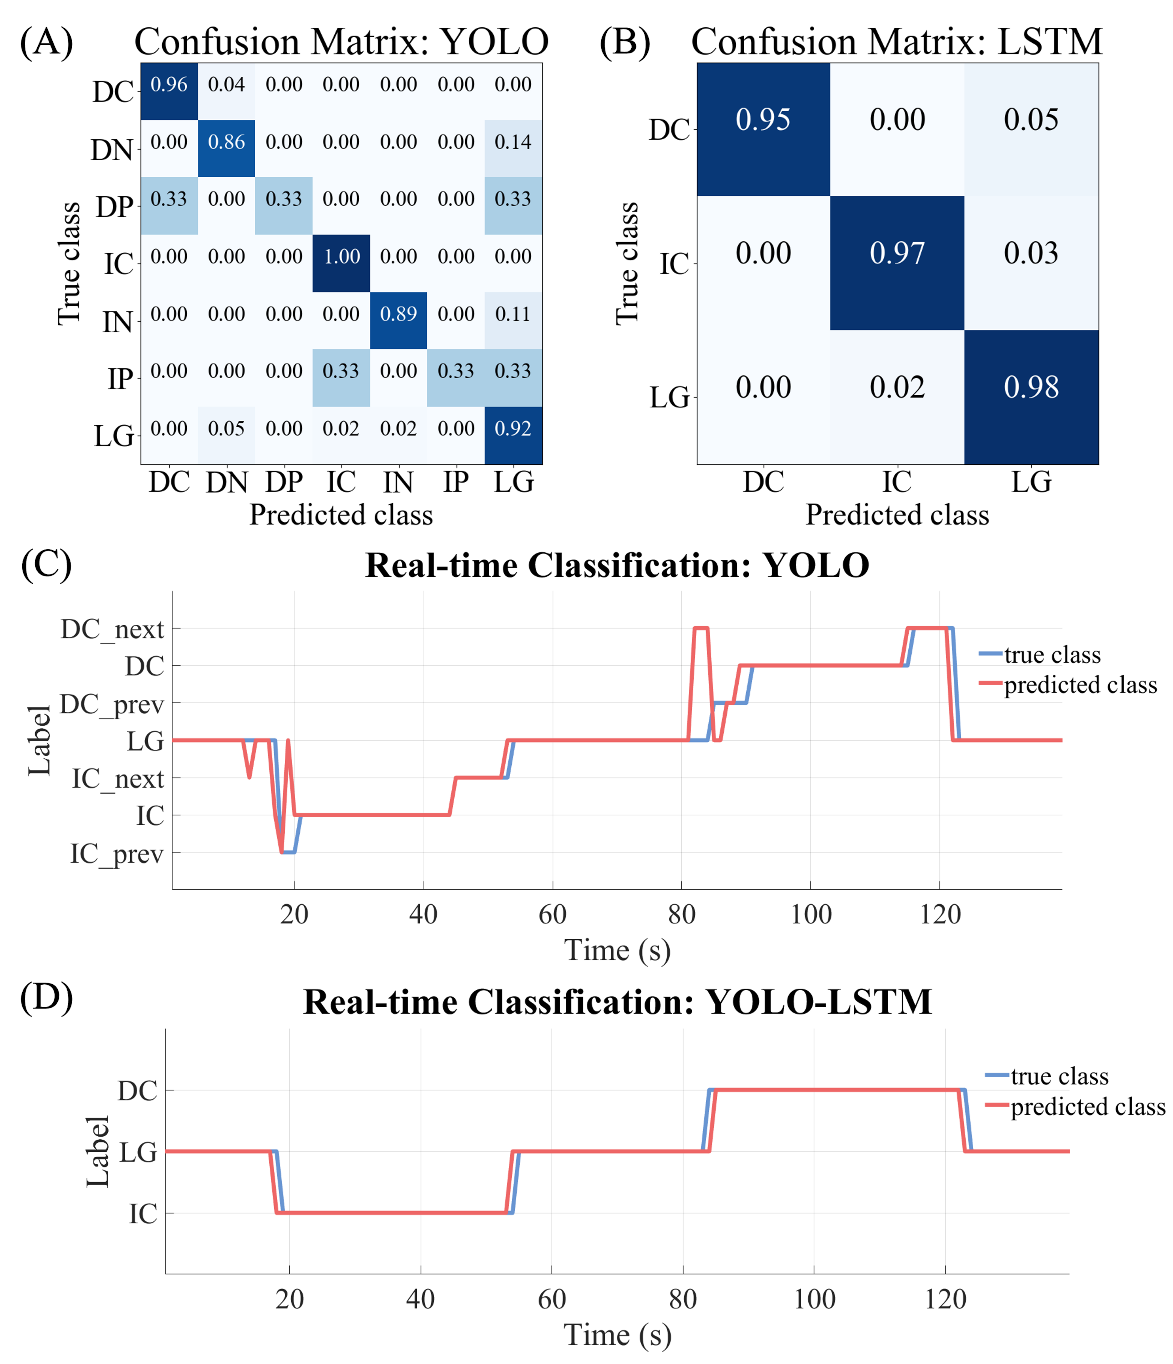 (A) Confusion Matrix: YOLO
True class
DC 0.96 0.04 0.00 0.00 0.00 0.00 0.00
DN 0.00 0.86 0.00 0.00 0.00 0.00 0.14
DP 0.33 0.00 0.33 0.00 0.00 0.00 0.33
IC 0.00 0.00 0.00 1.00 0.00 0.00 0.00
IN 0.00 0.00 0.00 0.00 0.89 0.00 0.11
IP 0.00 0.00 0.00 0.33 0.00 0.33 0.33
LG 0.00 0.05 0.00 0.02 0.02 0.00 0.92
DC DN DP IC IN IP LG
Predicted class
(B) Confusion Matrix: LSTM
True class
DC 0.95 0.00 0.05
IC 0.00 0.97 0.03
LG 0.00 0.02 0.98
DC IC LG
Predicted class
(C) Real-time Classification: YOLO
Label
DC_next
DC
DC_prev
LG
IC_next
IC
IC_prev
true class
predicted class
20 40 60 80 100 120
Time (s)
(D) Real-time Classification: YOLO-LSTM
Label
DC
LG
IC
true class
predicted class
20 40 60 80 100 120
Time (s)